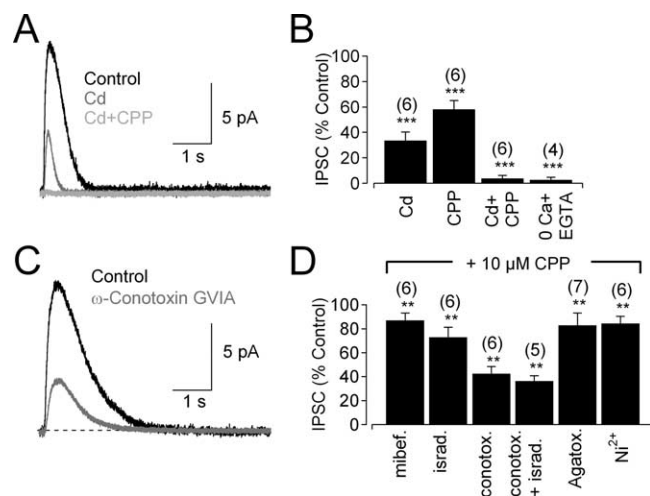 A
Control
Cd
Cd+CPP
5 pA
1 s
B
IPSC (% Control)
100
80
60
40
20
0
(6)
***
(6)
***
(6)
***
(4)
***
Cd
CPP
Cd+
CPP
0 Ca+
EGTA
C
Control
ω-Conotoxin GVIA
5 pA
1 s
D
+ 10 µM CPP
IPSC (% Control)
100
80
60
40
20
0
(6)
**
(6)
**
(6)
**
(5)
**
(7)
**
(6)
**
mibef.
israd.
conotox.
conotox.
+ israd.
Agatox.
Ni²⁺